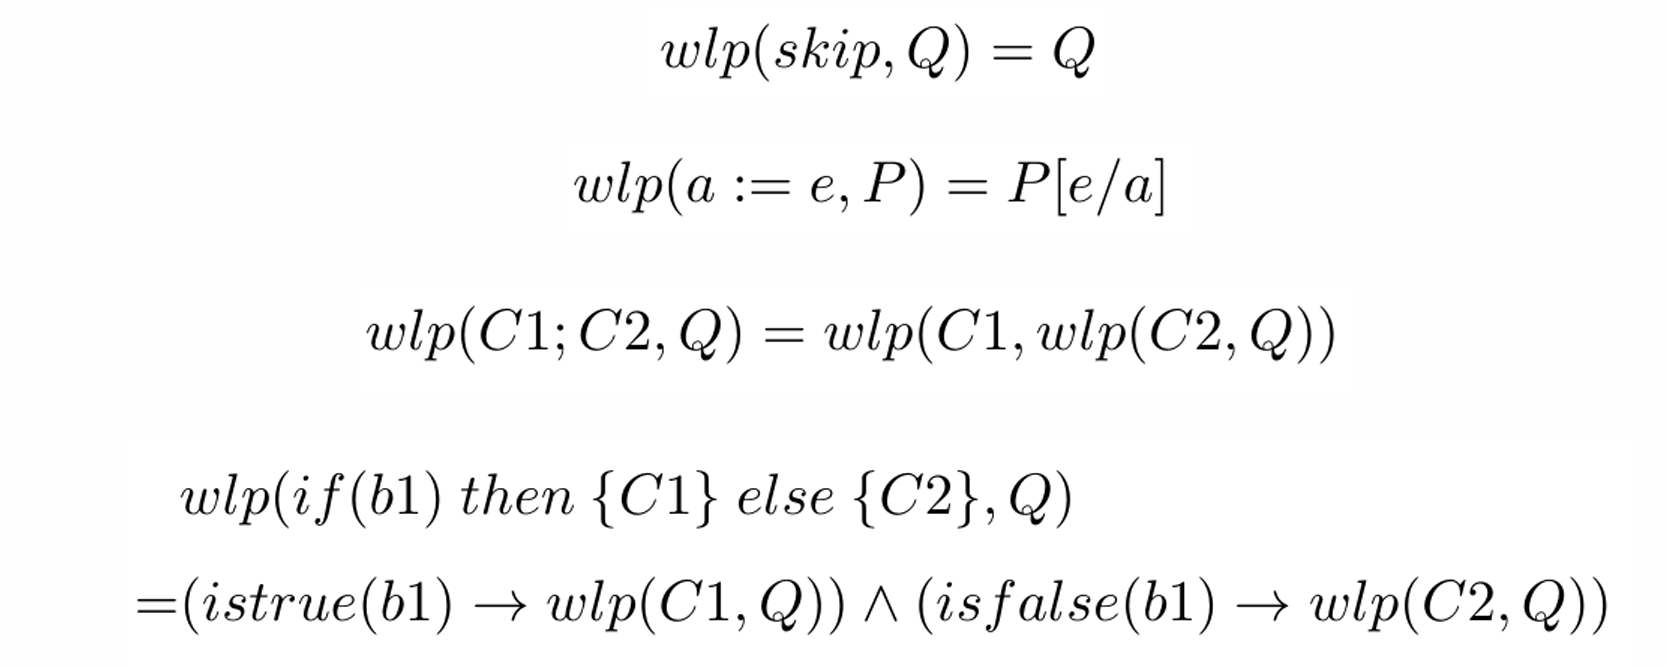 wlp(skip, Q) = Q
wlp(a := e, P) = P[e/a]
wlp(C1; C2, Q) = wlp(C1, wlp(C2, Q))
wlp(if(b1) then {C1} else {C2}, Q)
=(istrue(b1) → wlp(C1, Q)) ∧ (isfalse(b1) → wlp(C2, Q))